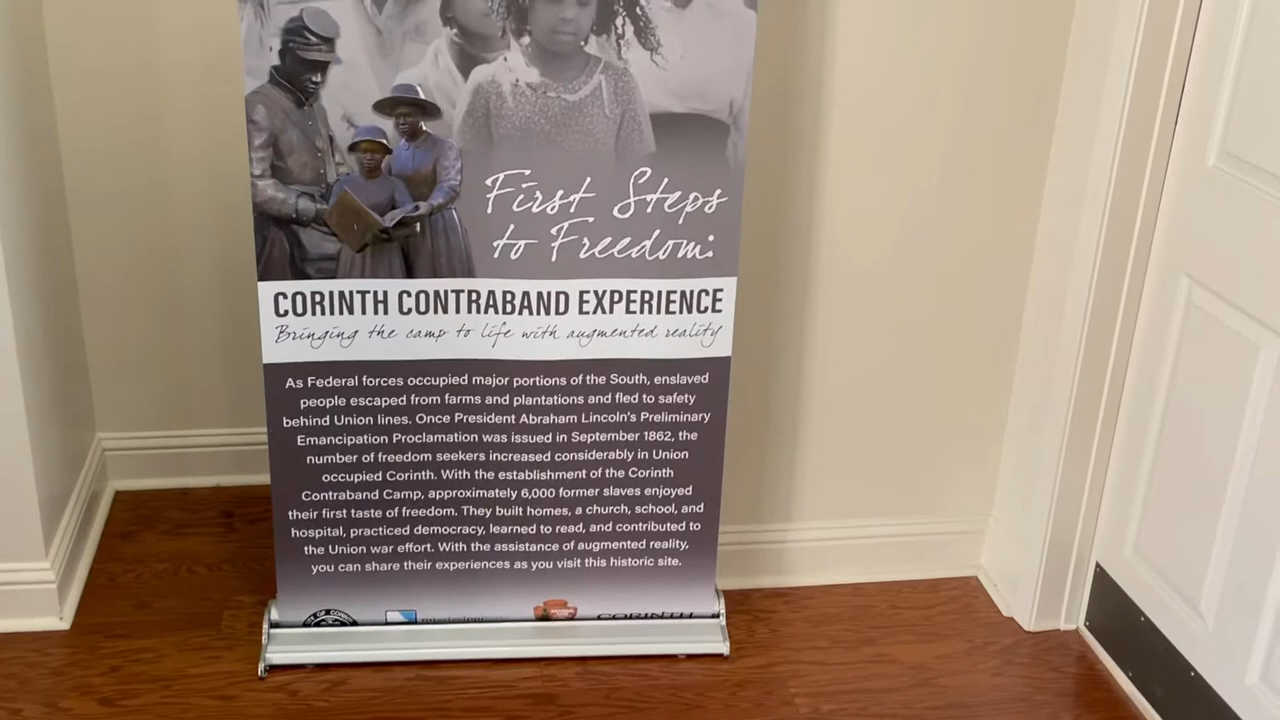 First Steps
to Freedom:
CORINTH CONTRABAND EXPERIENCE
Bringing the camp to life with augmented reality
As Federal forces occupied major portions of the South, enslaved
people escaped from farms and plantations and fled to safety
behind Union lines. Once President Abraham Lincoln's Preliminary
Emancipation Proclamation was issued in September 1862, the
number of freedom seekers increased considerably in Union
occupied Corinth. With the establishment of the Corinth
Contraband Camp, approximately 6,000 former slaves enjoyed
their first taste of freedom. They built homes, a church, school, and
hospital, practiced democracy, learned to read, and contributed to
the Union war effort. With the assistance of augmented reality,
you can share their experiences as you visit this historic site.
CORINTH